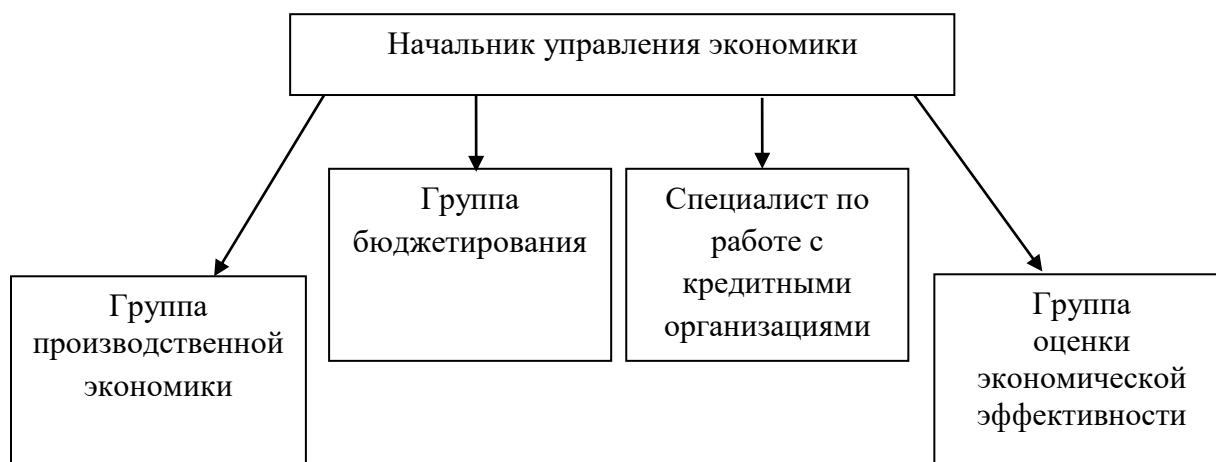 Начальник управления экономики
Группа
бюджетирования
Специалист по
работе с
кредитными
организациями
Группа
производственной
экономики
Группа
оценки
экономической
эффективности